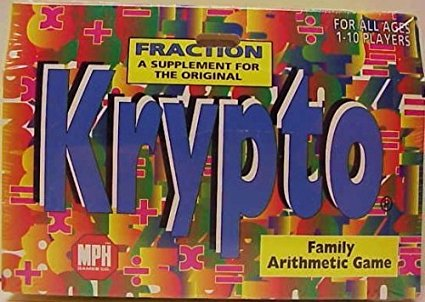 FRACTION
A SUPPLEMENT FOR
THE ORIGINAL
FOR ALL AGES
1-10 PLAYERS
Krypto®
MPH
GAMES CO.
Family
Arithmetic Game